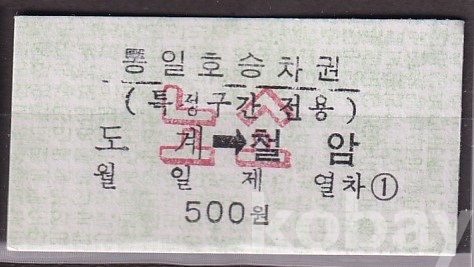 통일호승차권
(특정구간 전용)
도계➡철암
월 일 제 열차①
500원
kobay